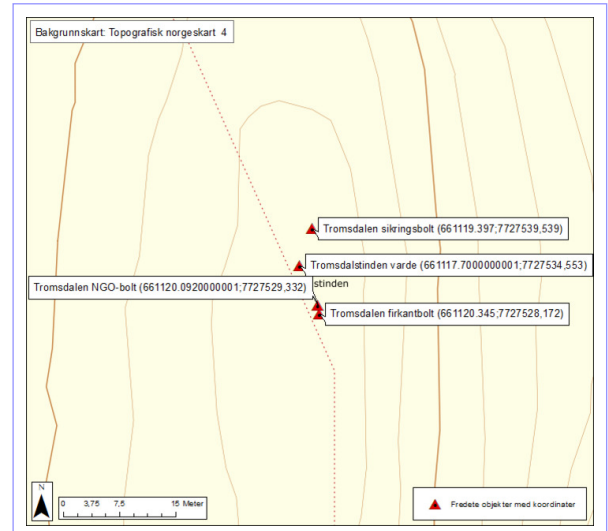 Bakgrunnskart: Topografisk norgeskart 4
Tromsdalen sikringsbolt (661119.397;7727539,539)
Tromsdalstinden varde (661117.7000000001;7727534,553)
Tromsdalen NGO-bolt (661120.0920000001;7727529,332)
stinden
Tromsdalen firkantbolt (661120.345;7727528,172)
N
0 3,75 7,5 15 Meter
Fredete objekter med koordinater